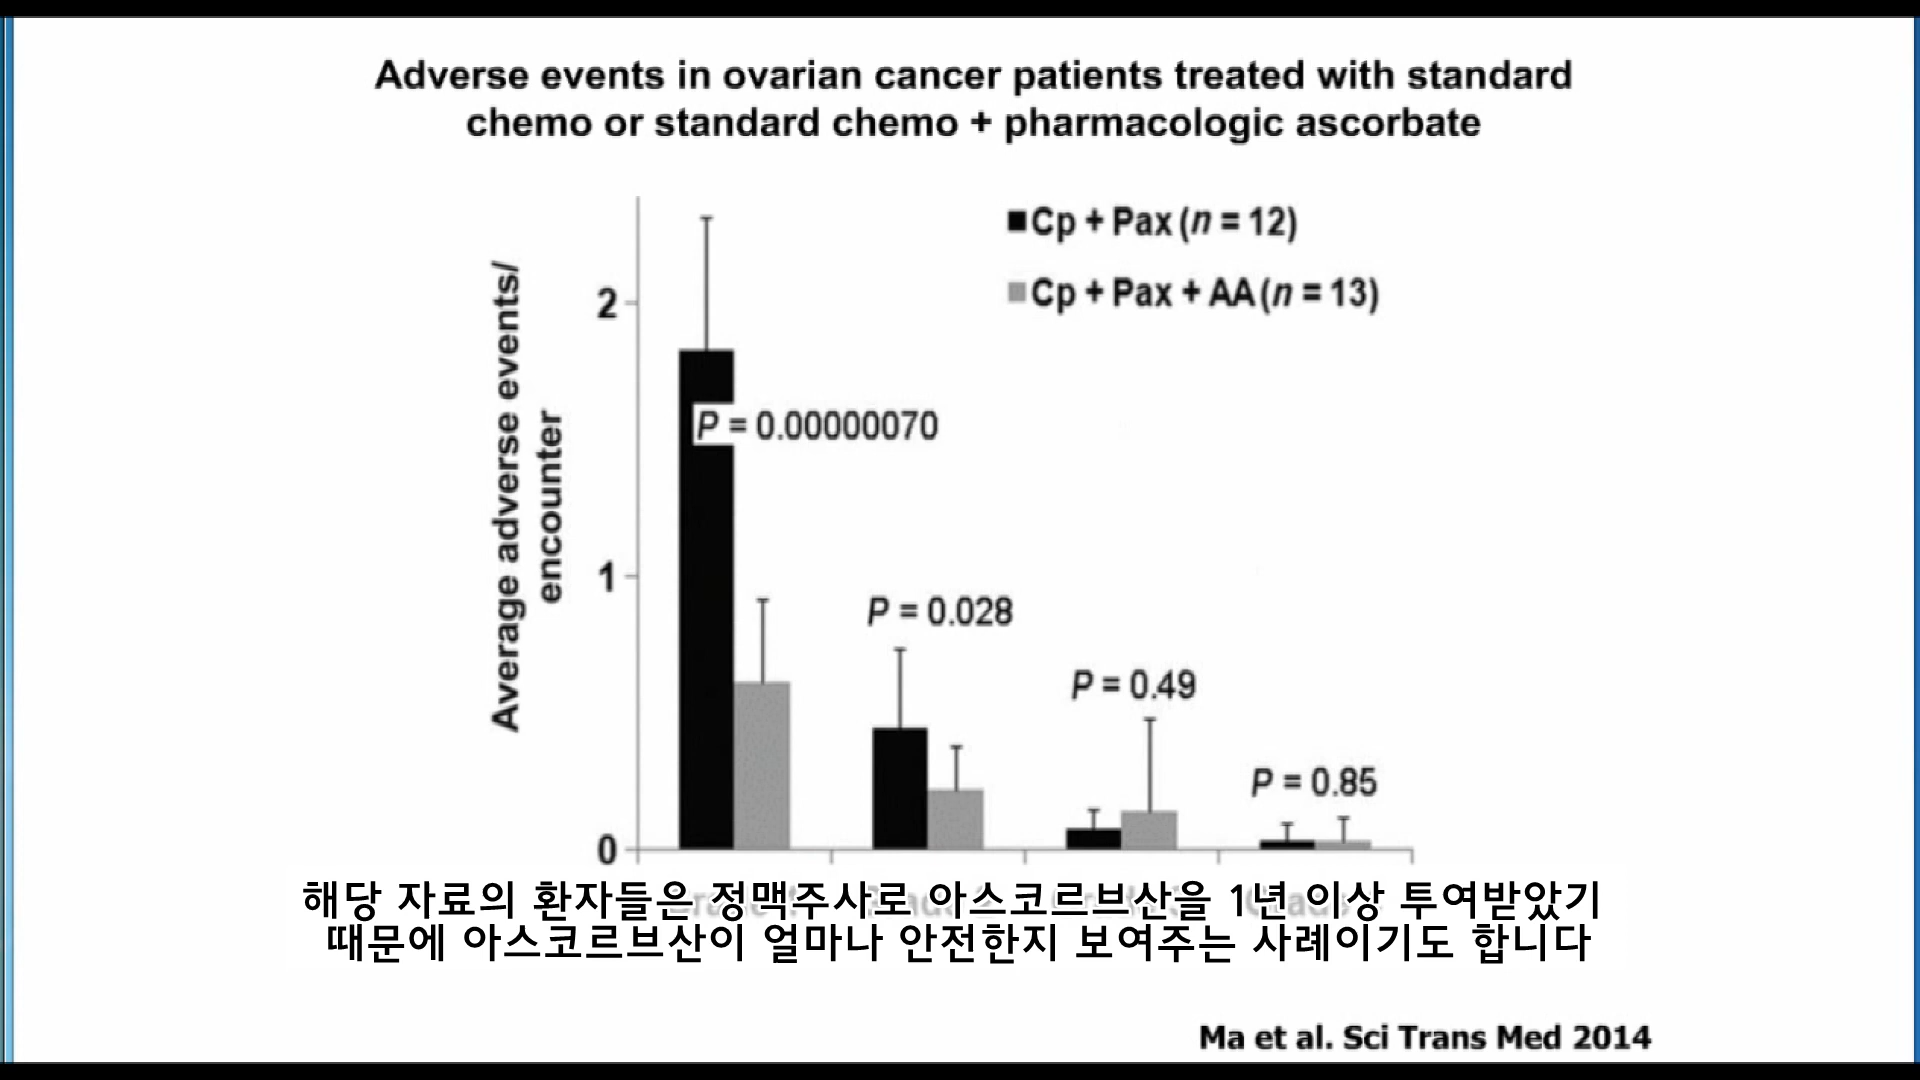 Adverse events in ovarian cancer patients treated with standard
chemo or standard chemo + pharmacologic ascorbate
Cp + Pax (n = 12)
Cp + Pax + AA (n = 13)
Average adverse events/
encounter
2
1
0
P = 0.00000070
P = 0.028
P = 0.49
P = 0.85
해당 자료의 환자들은 정맥주사로 아스코르브산을 1년 이상 투여받았기
때문에 아스코르브산이 얼마나 안전한지 보여주는 사례이기도 합니다
Ma et al. Sci Trans Med 2014